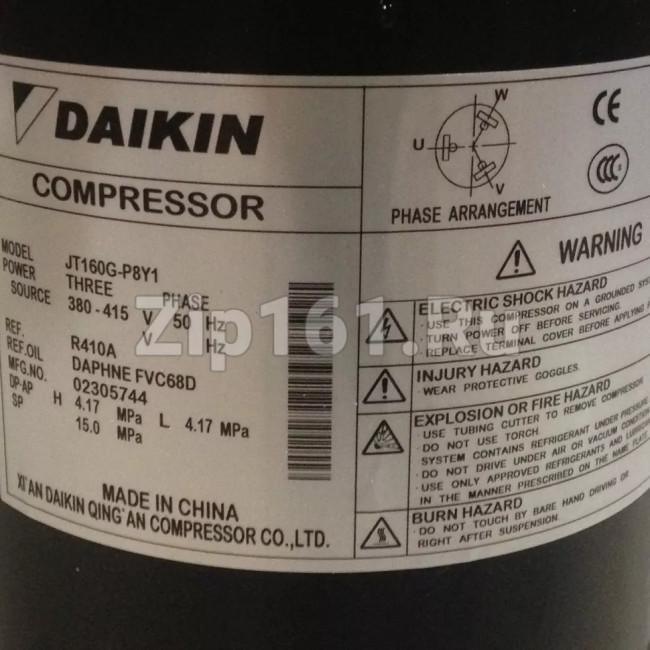 DAIKIN
COMPRESSOR
MODEL JT160G-P8Y1
POWER SOURCE THREE PHASE
380 - 415 V 50 Hz
V Hz
REF. R410A
REF.OIL DAPHNE FVC68D
MFG.NO. 02305744
DP-AP H 4.17 MPa L 4.17 MPa
SP 15.0 MPa
MADE IN CHINA
XI'AN DAIKIN QING'AN COMPRESSOR CO.,LTD.
W
U
V
PHASE ARRANGEMENT
CE
CCC
WARNING
ELECTRIC SHOCK HAZARD
· USE THIS COMPRESSOR ON A GROUNDED
· TURN POWER OFF BEFORE SERVICING.
· REPLACE TERMINAL COVER BEFORE APPLYING
INJURY HAZARD
· WEAR PROTECTIVE GOGGLES.
EXPLOSION OR FIRE HAZARD
· USE TUBING CUTTER TO REMOVE COMPRESSOR
· DO NOT USE TORCH.
SYSTEM CONTAINS REFRIGERANT UNDER PRESSURE
· DO NOT DRIVE UNDER AIR OR VACUUM
· USE ONLY APPROVED REFRIGERANTS AND
IN THE MANNER PRESCRIBED ON THE NAME PLATE.
BURN HAZARD
· DO NOT TOUCH BY BARE HAND DRIVING OR
RIGHT AFTER SUSPENSION.
Zip161.ru